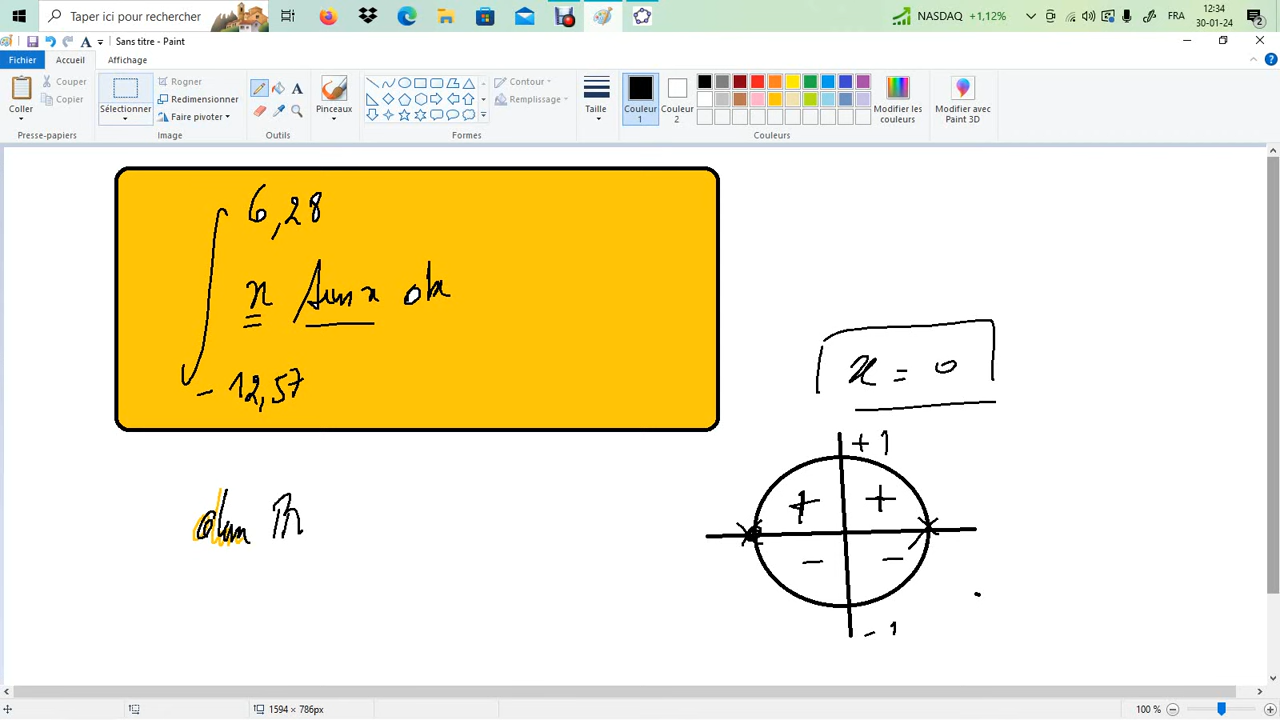 Taper ici pour rechercher
NASDAQ +1,12%
FRA
12:34
30-01-24
2
Sans titre - Paint
Fichier Accueil Affichage
Coller
Couper
Copier
Presse-papiers
Sélectionner
Rogner
Redimensionner
Faire pivoter
Image
A
Outils
Pinceaux
Contour
Remplissage
Formes
Taille
Couleur 1
Couleur 2
Modifier les couleurs
Couleurs
Modifier avec Paint 3D
6,28
∫ x sin x dx
- 12,57
x = 0
+1
+ +
- -
-1
1594 × 786px
100 %